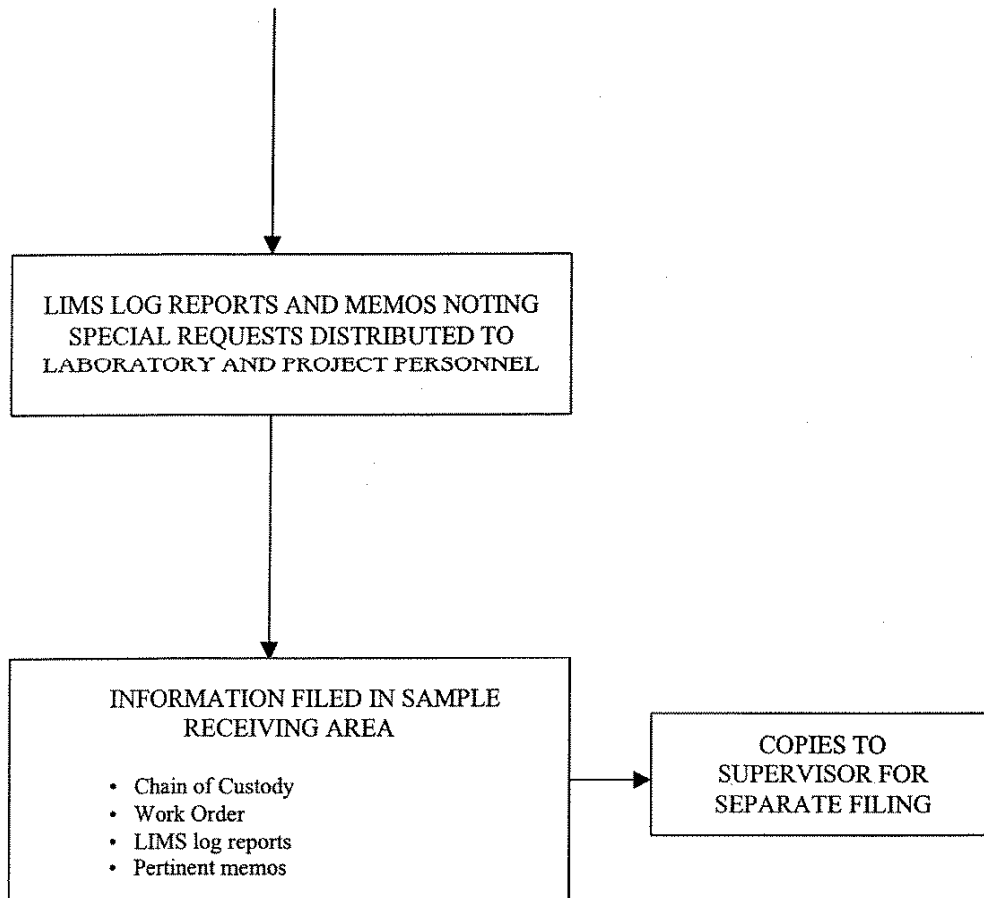 LIMS LOG REPORTS AND MEMOS NOTING
SPECIAL REQUESTS DISTRIBUTED TO
LABORATORY AND PROJECT PERSONNEL
INFORMATION FILED IN SAMPLE
RECEIVING AREA
• Chain of Custody
• Work Order
• LIMS log reports
• Pertinent memos
COPIES TO
SUPERVISOR FOR
SEPARATE FILING